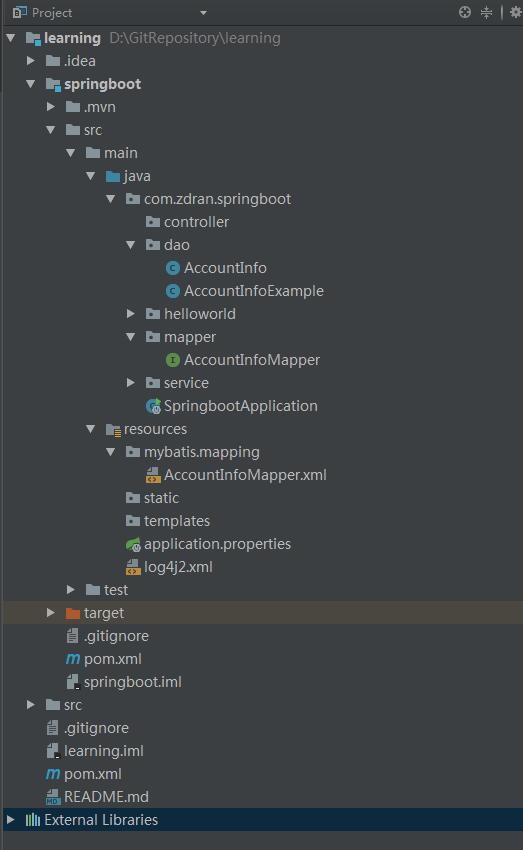 Project
learning D:\GitRepository\learning
.idea
springboot
.mvn
src
main
java
com.zdran.springboot
controller
dao
AccountInfo
AccountInfoExample
helloworld
mapper
AccountInfoMapper
service
SpringbootApplication
resources
mybatis.mapping
AccountInfoMapper.xml
static
templates
application.properties
log4j2.xml
test
target
.gitignore
pom.xml
springboot.iml
src
.gitignore
learning.iml
pom.xml
README.md
External Libraries